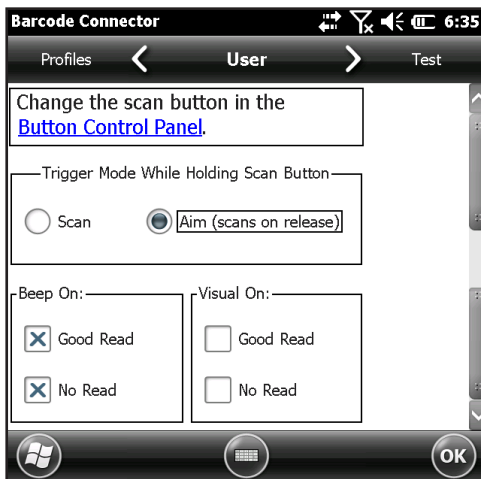 Barcode Connector 6:35
Profiles User Test
Change the scan button in the
Button Control Panel.
Trigger Mode While Holding Scan Button
Scan Aim (scans on release)
Beep On: Visual On:
Good Read Good Read
No Read No Read
OK